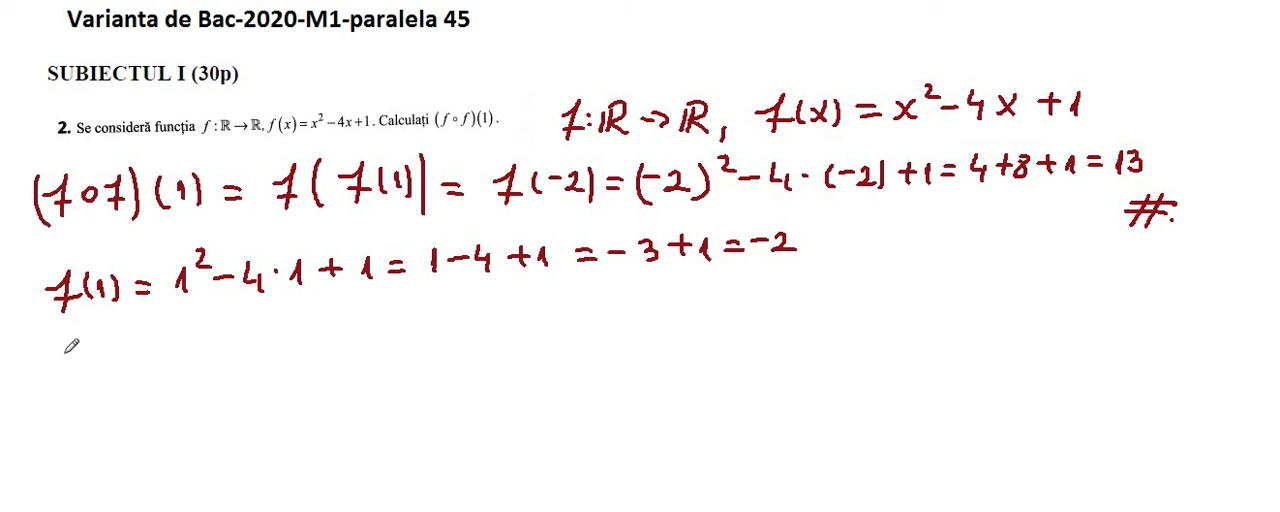 Varianta de Bac-2020-M1-paralela 45
SUBIECTUL I (30p)
2. Se consideră funcția f : ℝ → ℝ, f(x) = x² − 4x + 1. Calculați (f ∘ f)(1).
f: ℝ → ℝ, f(x) = x² − 4x + 1
(f∘f)(1) = f(f(1)| = f(−2) = (−2)² − 4·(−2) + 1 = 4+8+1 = 13
#.
f(1) = 1² − 4·1 + 1 = 1−4+1 = −3+1 = −2